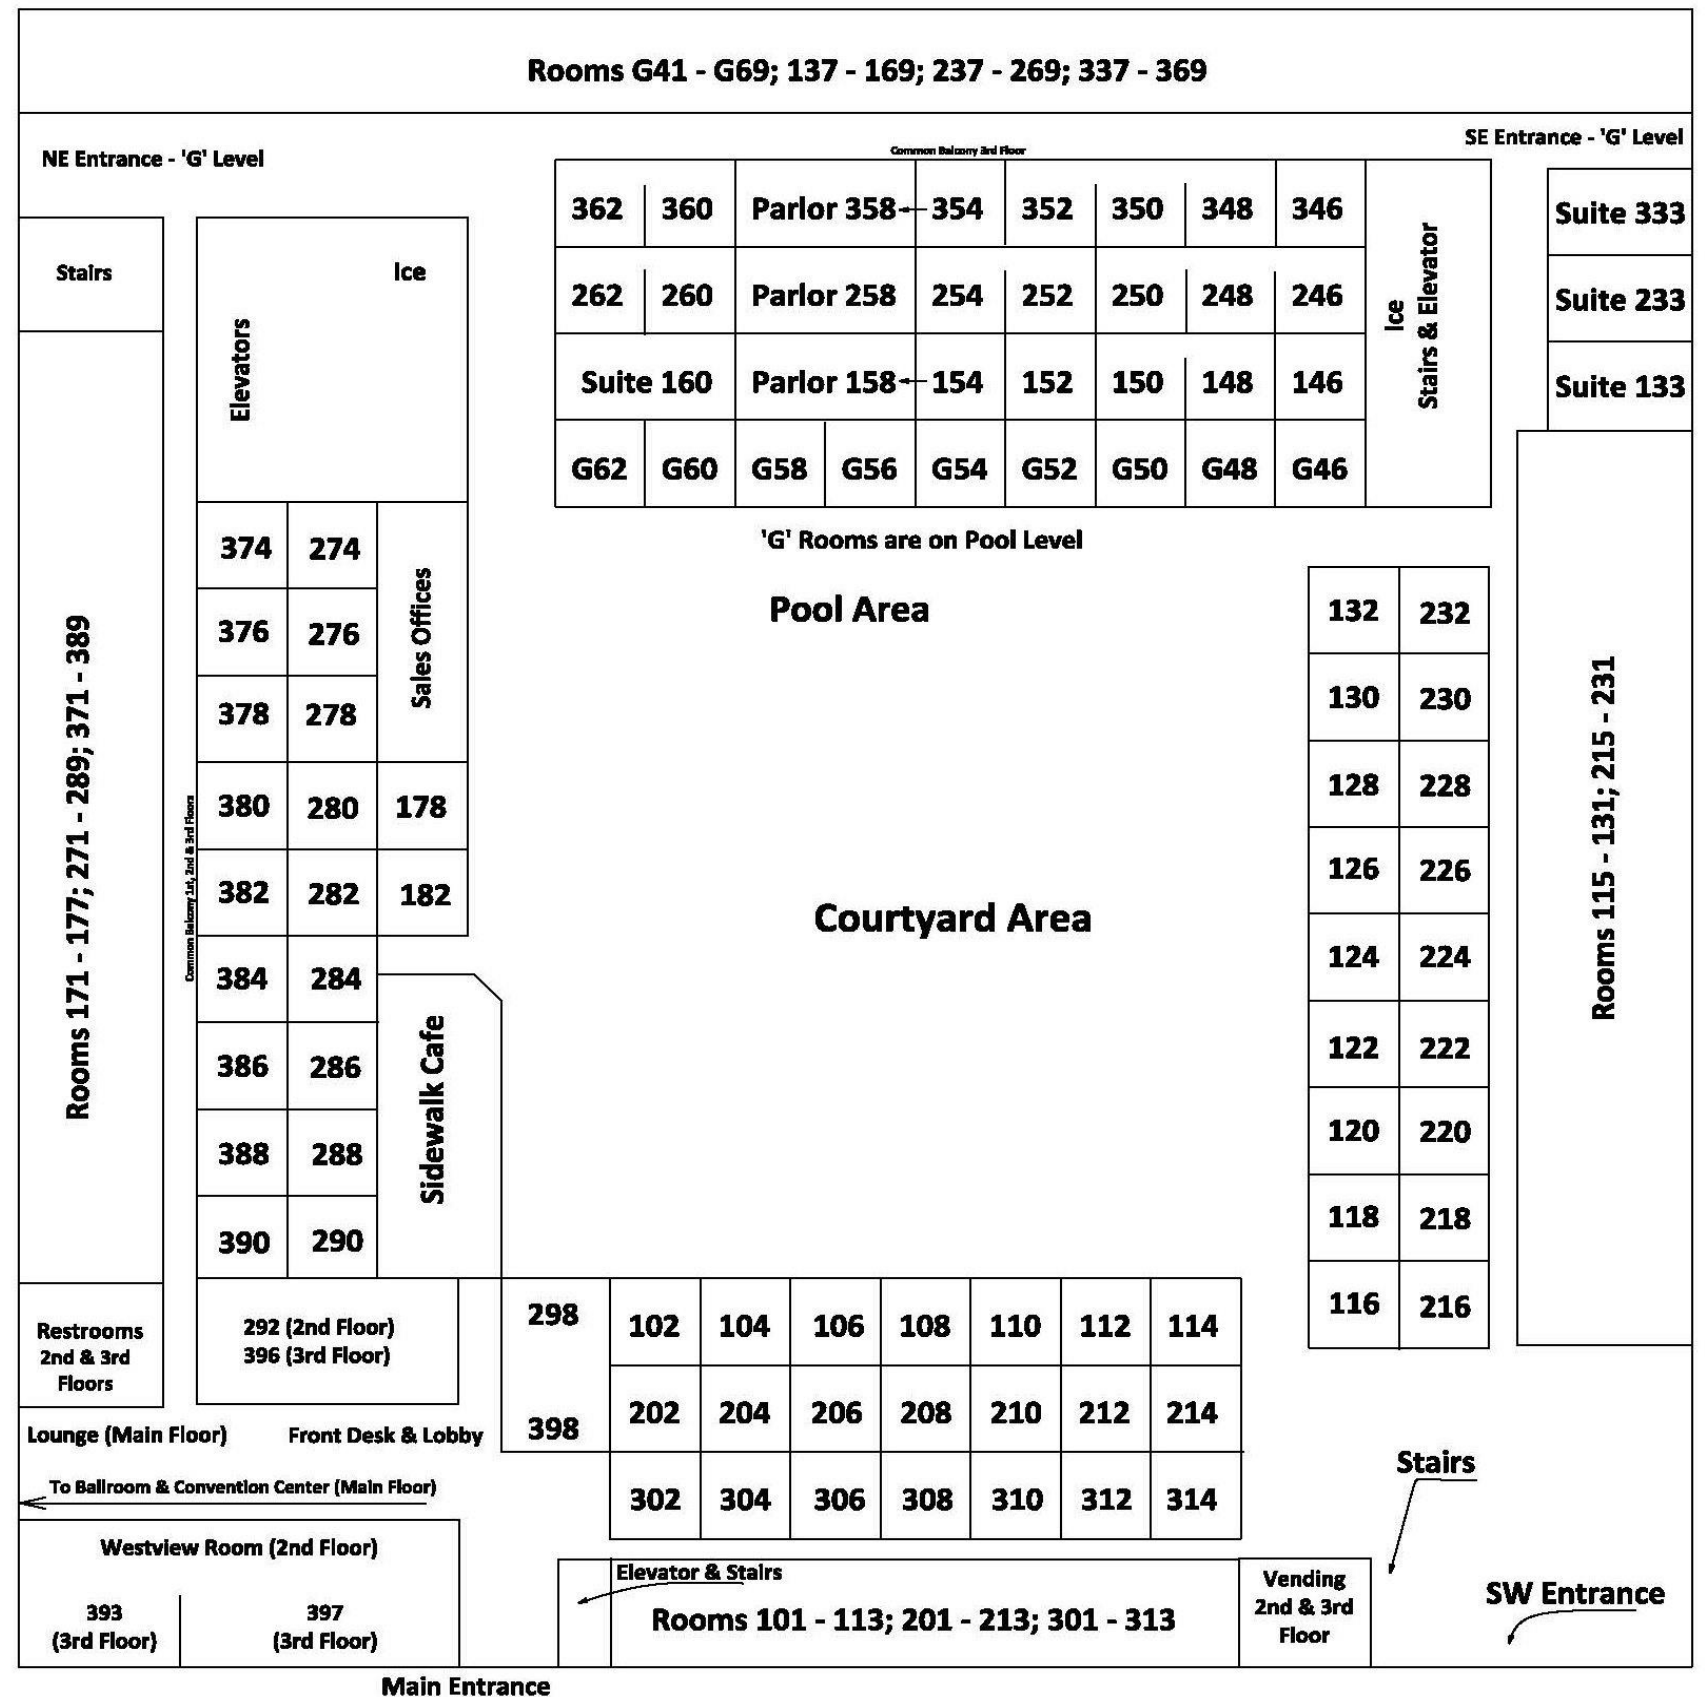 Rooms G41 - G69; 137 - 169; 237 - 269; 337 - 369
NE Entrance - 'G' Level
Common Balcony 3rd Floor
SE Entrance - 'G' Level
362 360 Parlor 358 354 352 350 348 346
262 260 Parlor 258 254 252 250 248 246
Suite 160 Parlor 158 154 152 150 148 146
G62 G60 G58 G56 G54 G52 G50 G48 G46
Ice
Stairs & Elevator
Suite 333
Suite 233
Suite 133
Stairs
Elevators
Ice
'G' Rooms are on Pool Level
Pool Area
Courtyard Area
Rooms 171 - 177; 271 - 289; 371 - 389
Common Balcony 1st, 2nd & 3rd Floors
374 274
376 276
378 278
Sales Offices
380 280 178
382 282 182
384 284
386 286
388 288
390 290
Sidewalk Cafe
132 232
130 230
128 228
126 226
124 224
122 222
120 220
118 218
116 216
Rooms 115 - 131; 215 - 231
Restrooms
2nd & 3rd
Floors
292 (2nd Floor)
396 (3rd Floor)
298
398
102 104 106 108 110 112 114
202 204 206 208 210 212 214
302 304 306 308 310 312 314
Lounge (Main Floor)
Front Desk & Lobby
To Ballroom & Convention Center (Main Floor)
Westview Room (2nd Floor)
393
(3rd Floor)
397
(3rd Floor)
Elevator & Stairs
Rooms 101 - 113; 201 - 213; 301 - 313
Vending
2nd & 3rd
Floor
Stairs
SW Entrance
Main Entrance